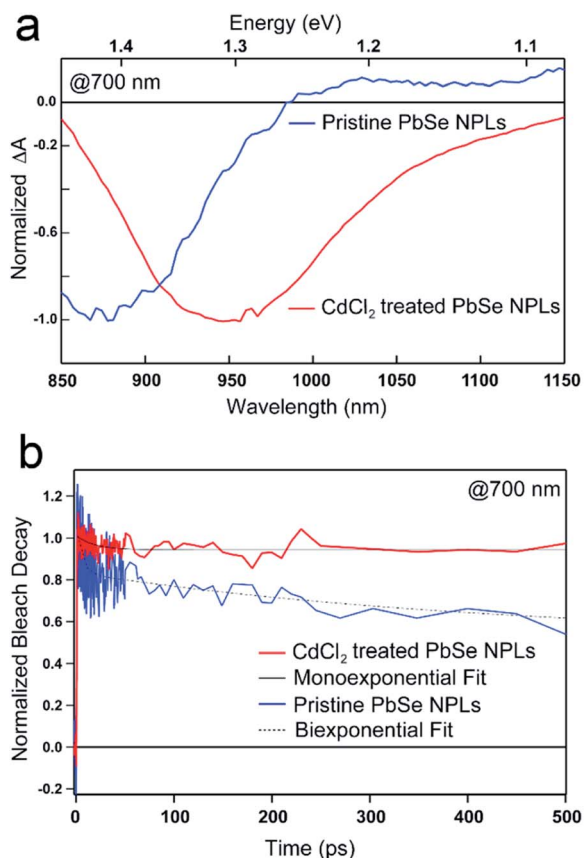 a
Energy (eV)
1.4 1.3 1.2 1.1
@700 nm
0.0
-0.2
-0.6
-1.0
Normalized ΔA
Pristine PbSe NPLs
CdCl₂ treated PbSe NPLs
850 900 950 1000 1050 1100 1150
Wavelength (nm)
b
@700 nm
1.2
1.0
0.8
0.6
0.4
0.2
0.0
-0.2
Normalized Bleach Decay
CdCl₂ treated PbSe NPLs
Monoexponential Fit
Pristine PbSe NPLs
Biexponential Fit
0 100 200 300 400 500
Time (ps)